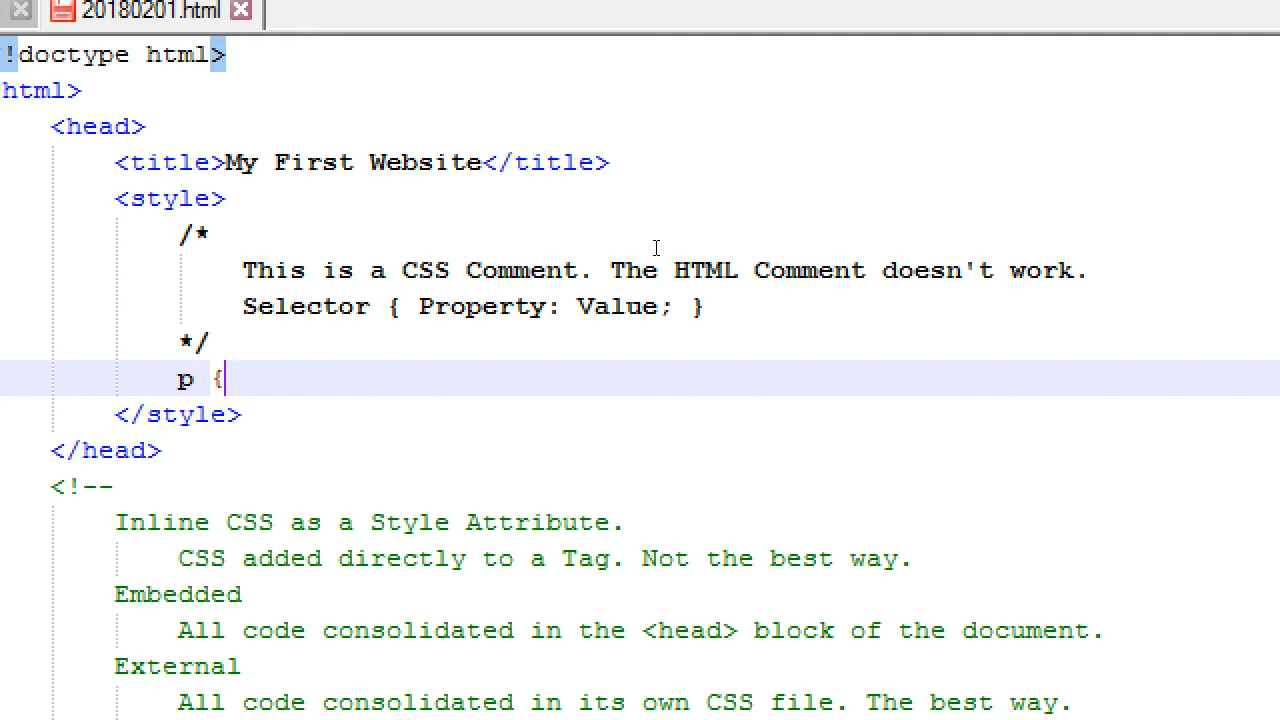 20180201.html
!doctype html>
html>
<head>
<title>My First Website</title>
<style>
/*
This is a CSS Comment. The HTML Comment doesn't work.
Selector { Property: Value; }
*/
p {
</style>
</head>
<!--
Inline CSS as a Style Attribute.
CSS added directly to a Tag. Not the best way.
Embedded
All code consolidated in the <head> block of the document.
External
All code consolidated in its own CSS file. The best way.